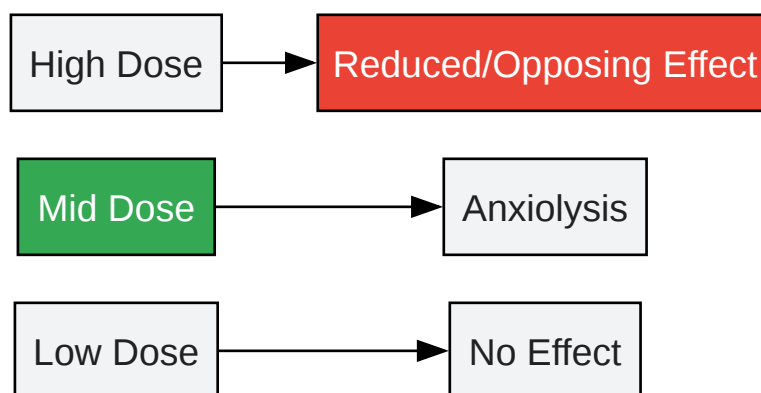 High Dose
Reduced/Opposing Effect
Mid Dose
Anxiolysis
Low Dose
No Effect